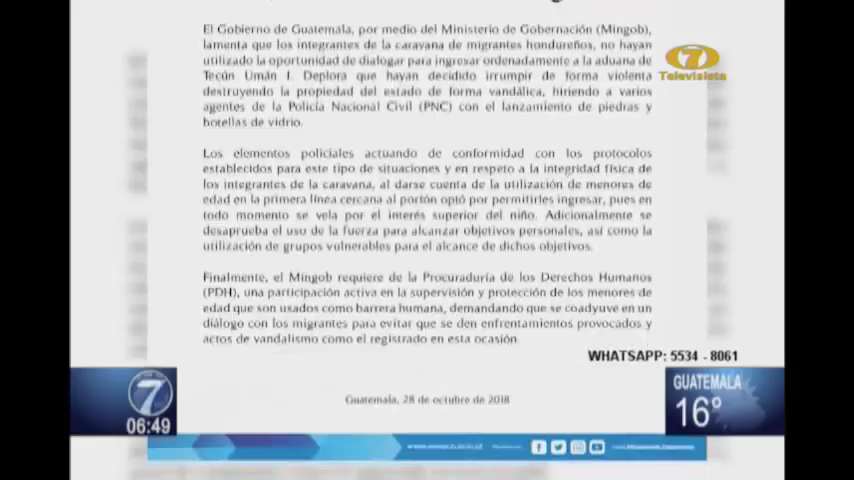 El Gobierno de Guatemala, por medio del Ministerio de Gobernación (Mingob),
lamenta que los integrantes de la caravana de migrantes hondureños, no hayan
utilizado la oportunidad de dialogar para ingresar ordenadamente a la aduana de
Tecún Umán I. Deplora que hayan decidido irrumpir de forma violenta
destruyendo la propiedad del estado de forma vandálica, hiriendo a varios
agentes de la Policía Nacional Civil (PNC) con el lanzamiento de piedras y
botellas de vidrio.
7
Televisiete
Los elementos policiales actuando de conformidad con los protocolos
establecidos para este tipo de situaciones y en respeto a la integridad física de
los integrantes de la caravana, al darse cuenta de la utilización de menores de
edad en la primera línea cercana al portón optó por permitirles ingresar, pues en
todo momento se vela por el interés superior del niño. Adicionalmente se
desaprueba el uso de la fuerza para alcanzar objetivos personales, así como la
utilización de grupos vulnerables para el alcance de dichos objetivos.
Finalmente, el Mingob requiere de la Procuraduría de los Derechos Humanos
(PDH), una participación activa en la supervisión y protección de los menores de
edad que son usados como barrera humana, demandando que se coadyuve en un
diálogo con los migrantes para evitar que se den enfrentamientos provocados y
actos de vandalismo como el registrado en esta ocasión.
WHATSAPP: 5534 - 8061
Guatemala, 28 de octubre de 2018
7
06:49
GUATEMALA
16°